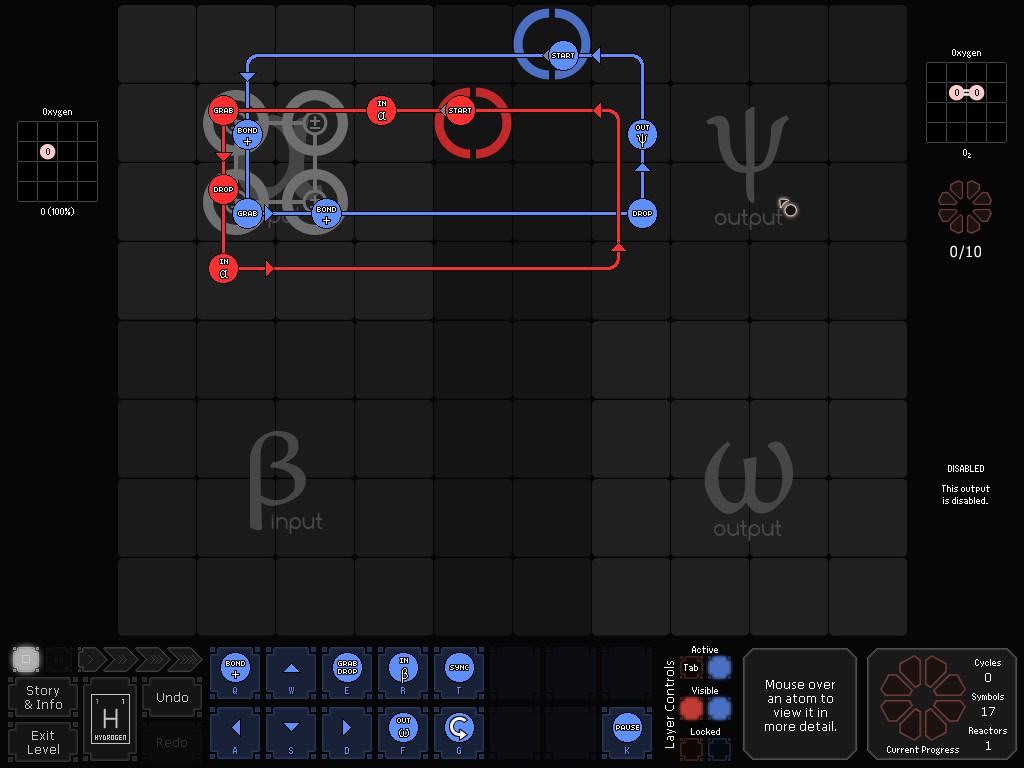 START
Oxygen
Oxygen
GRAB
IN
α
START
±
BOND
+
OUT
ψ
ψ
O
O=O
O₂
DROP
GRAB
BOND
+
DROP
output
0 (100%)
0/10
IN
α
β
input
ω
output
DISABLED
This output
is disabled.
Story
& Info
Exit
Level
1 1
H
HYDROGEN
Undo
Redo
BOND
+
Q
W
GRAB
DROP
E
IN
β
R
SYNC
T
A
S
D
OUT
ω
F
G
PAUSE
K
Layer Controls
Active
Tab
Visible
Locked
Mouse over
an atom to
view it in
more detail.
Cycles
0
Symbols
17
Reactors
1
Current Progress